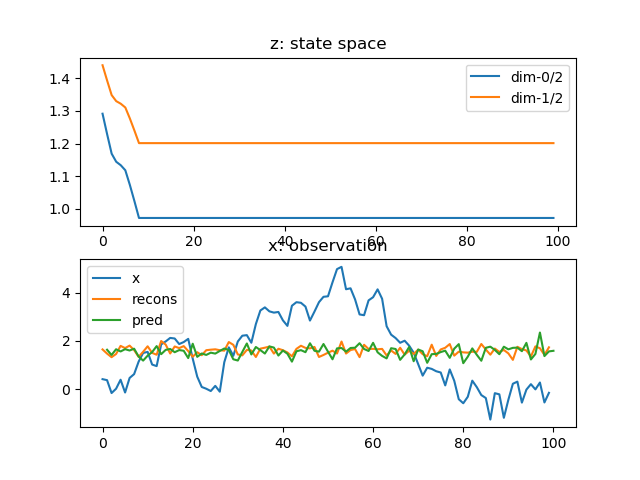 z: state space
1.4
1.3
1.2
1.1
1.0
dim-0/2
dim-1/2
0 20 40 60 80 100
x: observation
4
2
0
x
recons
pred
0 20 40 60 80 100